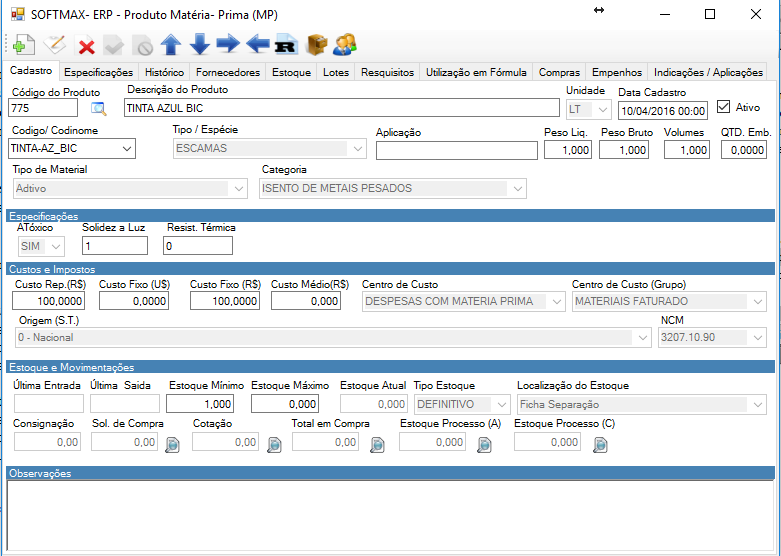 SOFTMAX- ERP - Produto Matéria- Prima (MP)
R
Cadastro Especificações Histórico Fornecedores Estoque Lotes Resquisitos Utilização em Fórmula Compras Empenhos Indicações / Aplicações
Código do Produto Descrição do Produto Unidade Data Cadastro
775 TINTA AZUL BIC LT 10/04/2016 00:00 Ativo
Codigo/ Codinome Tipo / Espécie Aplicação Peso Liq. Peso Bruto Volumes QTD. Emb.
TINTA-AZ_BIC ESCAMAS 1,000 1,000 1,000 0,0000
Tipo de Material Categoria
Adtivo ISENTO DE METAIS PESADOS
Especificações
ATóxico Solidez a Luz Resist. Térmica
SIM 1 0
Custos e Impostos
Custo Rep.(R$) Custo Fixo (U$) Custo Fixo (R$) Custo Médio(R$) Centro de Custo Centro de Custo (Grupo)
100,0000 0,0000 100,0000 0,000 DESPESAS COM MATERIA PRIMA MATERIAIS FATURADO
Origem (S.T.) NCM
0 - Nacional 3207.10.90
Estoque e Movimentações
Última Entrada Última Saida Estoque Mínimo Estoque Máximo Estoque Atual Tipo Estoque Localização do Estoque
1,000 0,000 0,000 DEFINITIVO Ficha Separação
Consignação Sol. de Compra Cotação Total em Compra Estoque Processo (A) Estoque Processo (C)
0,00 0,00 0,00 0,00 0,000 0,000
Observações